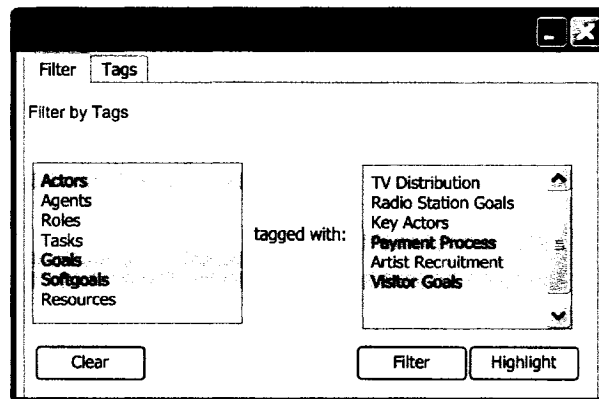 Filter Tags
Filter by Tags
Actors
Agents
Roles
Tasks
Goals
Softgoals
Resources
tagged with:
TV Distribution
Radio Station Goals
Key Actors
Payment Process
Artist Recruitment
Visitor Goals
Clear
Filter
Highlight